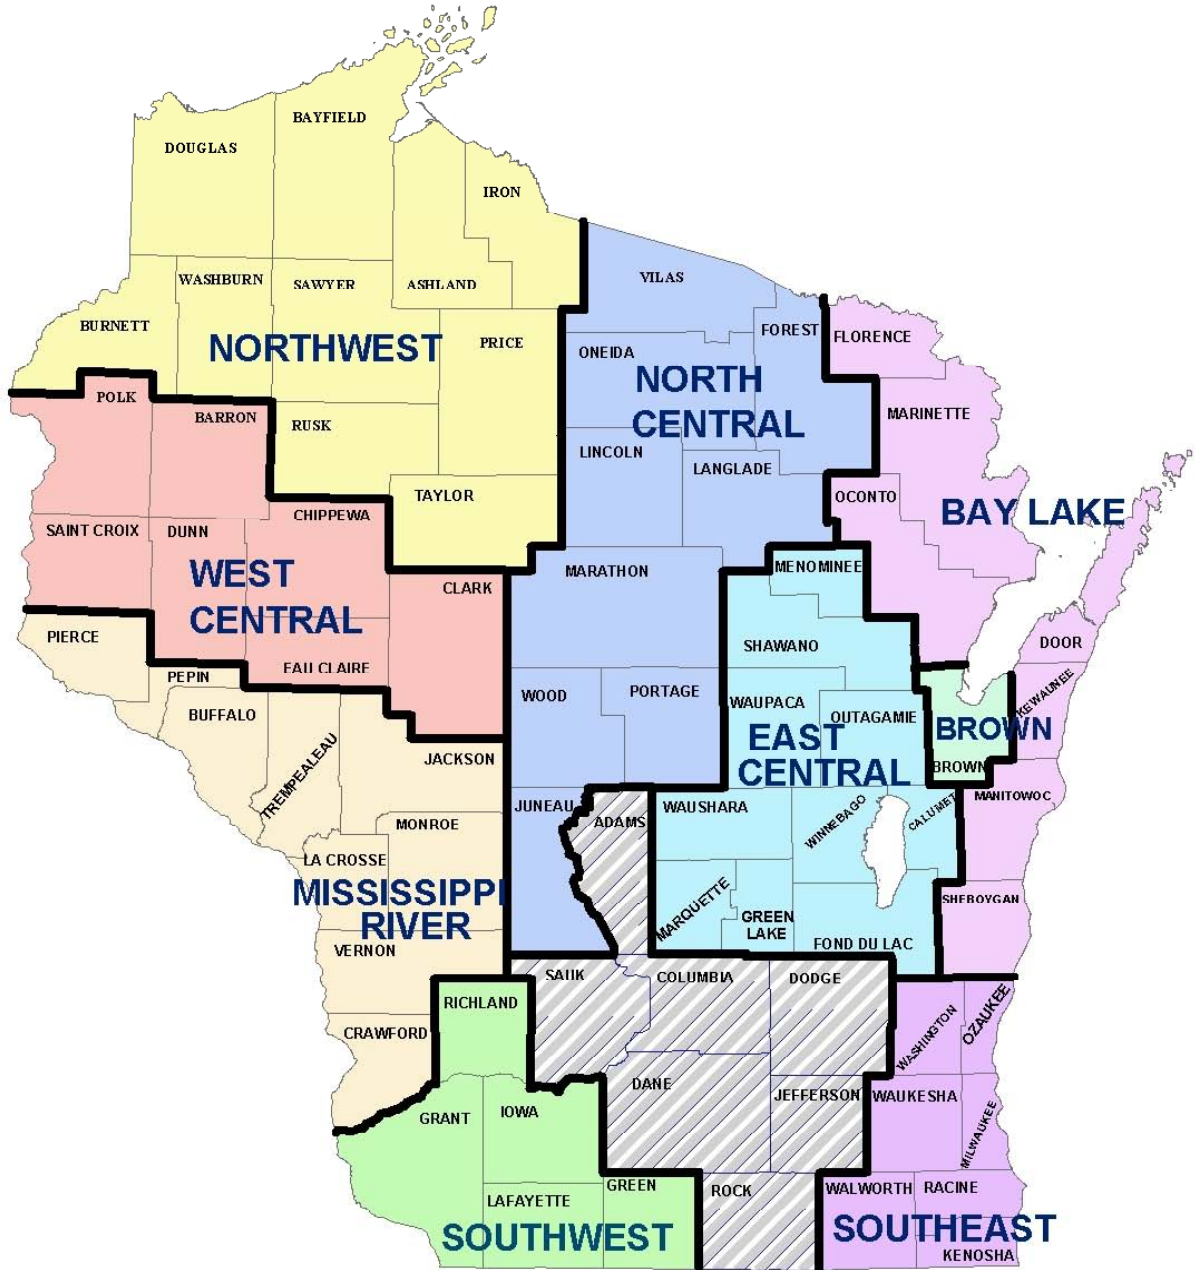 BAYFIELD
DOUGLAS
IRON
WASHBURN
SAWYER
ASHLAND
VILAS
BURNETT
NORTHWEST
PRICE
FOREST
FLORENCE
ONEIDA
NORTH
CENTRAL
POLK
BARRON
RUSK
MARINETTE
LINCOLN
LANGLADE
TAYLOR
OCONTO
BAY LAKE
CHIPPEWA
SAINT CROIX
DUNN
WEST
CENTRAL
CLARK
MARATHON
MENOMINEE
PIERCE
EAU CLAIRE
SHAWANO
DOOR
PEPIN
WOOD
PORTAGE
WAUPACA
KEWAUNEE
BUFFALO
OUTAGAMIE
EAST
CENTRAL
BROWN
BROWN
TREMPEALEAU
JACKSON
JUNEAU
ADAMS
WAUSHARA
WINNEBAGO
CALUMET
MANITOWOC
MONROE
LA CROSSE
MISSISSIPPI
RIVER
MARQUETTE
GREEN
LAKE
SHEBOYGAN
VERNON
FOND DU LAC
SAUK
COLUMBIA
DODGE
RICHLAND
WASHINGTON
OZAUKEE
CRAWFORD
DANE
JEFFERSON
WAUKESHA
MILWAUKEE
GRANT
IOWA
GREEN
ROCK
WALWORTH
RACINE
LAFAYETTE
SOUTHWEST
SOUTHEAST
KENOSHA